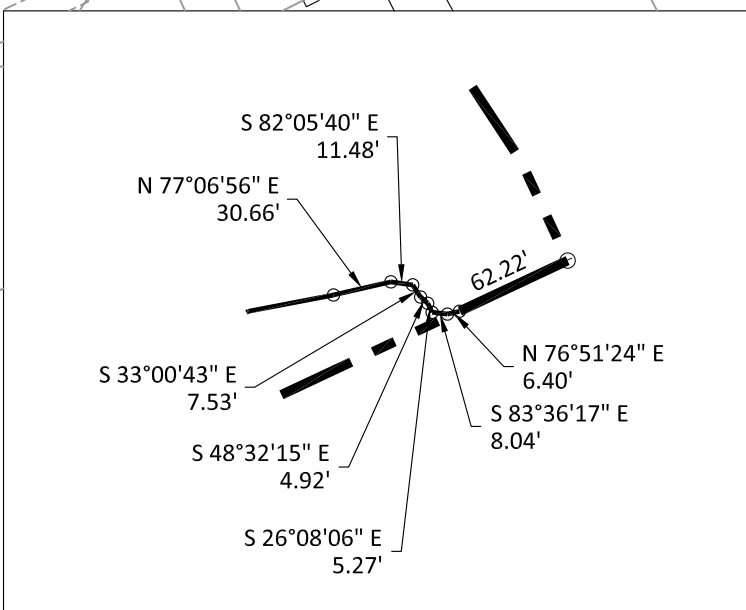 S 82°05'40" E
11.48'
N 77°06'56" E
30.66'
62.22'
N 76°51'24" E
6.40'
S 33°00'43" E
7.53'
S 83°36'17" E
8.04'
S 48°32'15" E
4.92'
S 26°08'06" E
5.27'